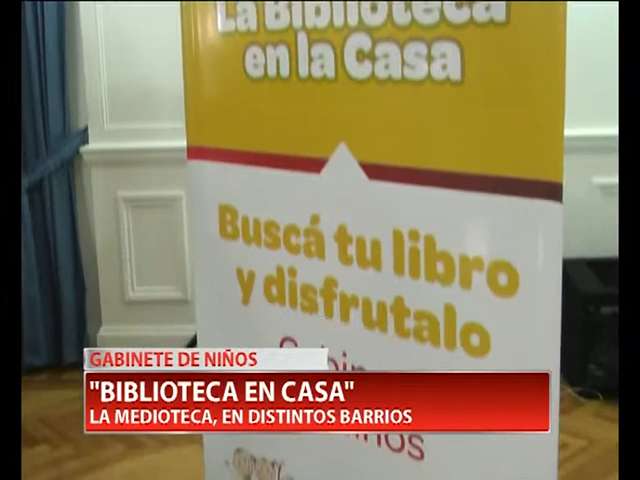 La Biblioteca
en la Casa
Buscá tu libro
y disfrutalo
GABINETE DE NIÑOS
"BIBLIOTECA EN CASA"
LA MEDIOTECA, EN DISTINTOS BARRIOS